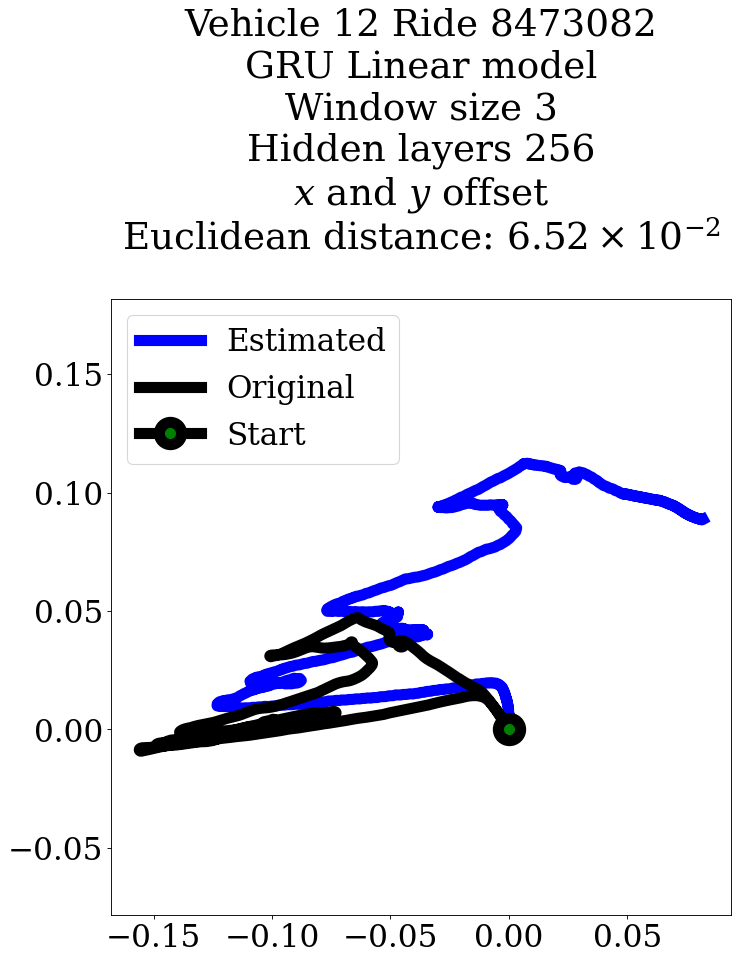 Vehicle 12 Ride 8473082
GRU Linear model
Window size 3
Hidden layers 256
x and y offset
Euclidean distance: 6.52 × 10⁻²
Estimated
Original
Start
0.15
0.10
0.05
0.00
−0.05
−0.15
−0.10
−0.05
0.00
0.05